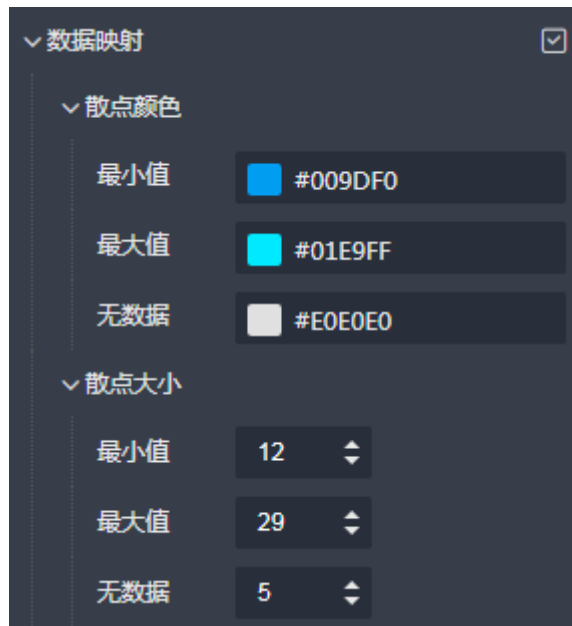 数据映射
散点颜色
最小值 #009DF0
最大值 #01E9FF
无数据 #E0E0E0
散点大小
最小值 12
最大值 29
无数据 5